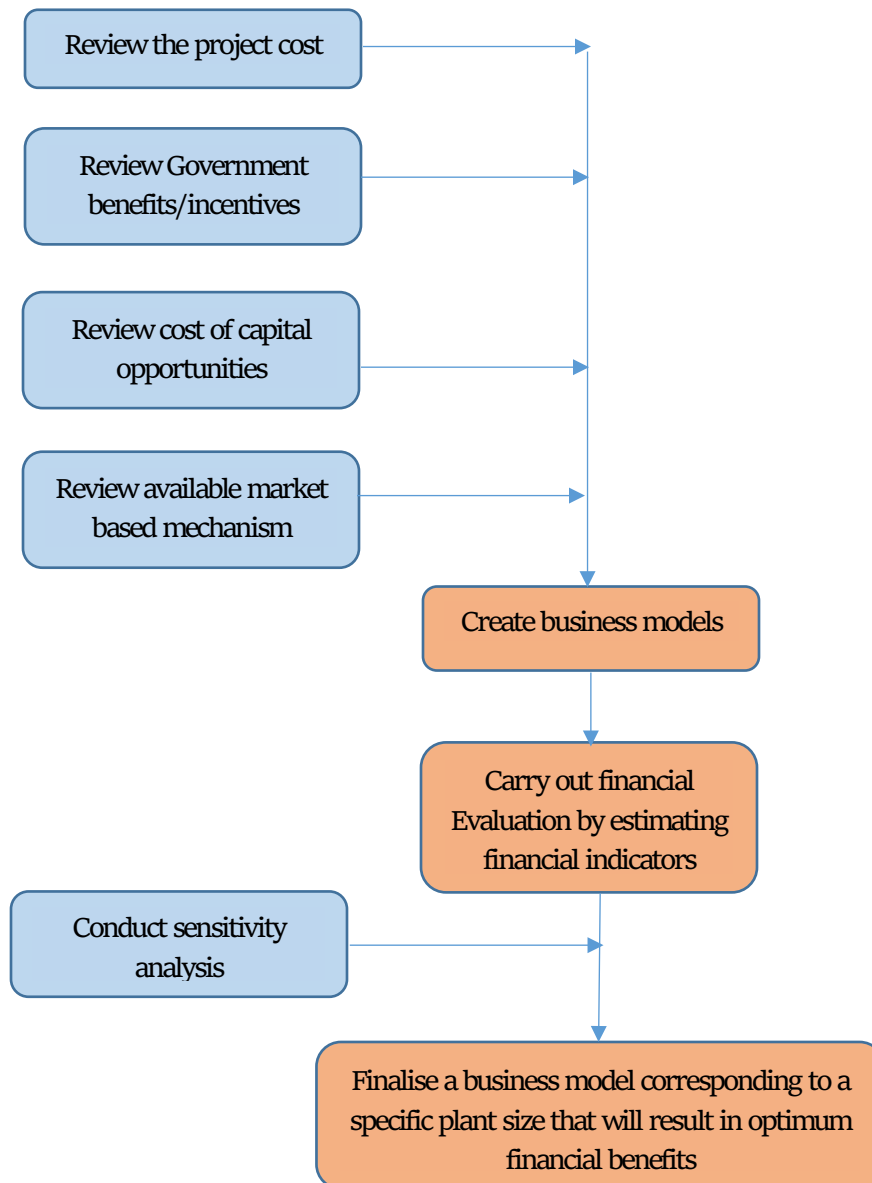 Review the project cost
Review Government
benefits/incentives
Review cost of capital
opportunities
Review available market
based mechanism
Create business models
Carry out financial
Evaluation by estimating
financial indicators
Conduct sensitivity
analysis
Finalise a business model corresponding to a
specific plant size that will result in optimum
financial benefits